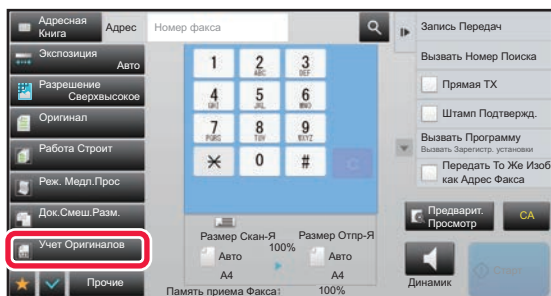 Адресная Книга
Адрес
Номер факса
Экспозиция
Авто
Разрешение
Сверхвысокое
Оригинал
Работа Строит
Реж. Медл.Прос
Док.Смеш.Разм.
Учет Оригиналов
Прочие
1
2 ABC
3 DEF
4 GHI
5 JKL
6 MNO
7 PQRS
8 TUV
9 WXYZ
0
#
C
Размер Скан-Я
Размер Отпр-Я
100%
Авто
Авто
A4
A4
Память приема Факса:
100%
Запись Передач
Вызвать Номер Поиска
Прямая TX
Штамп Подтвержд.
Вызвать Программу
Вызвать Зарегистр. установки
Передать То Же Изоб
как Адрес Факса
Предварит.
Просмотр
CA
Динамик